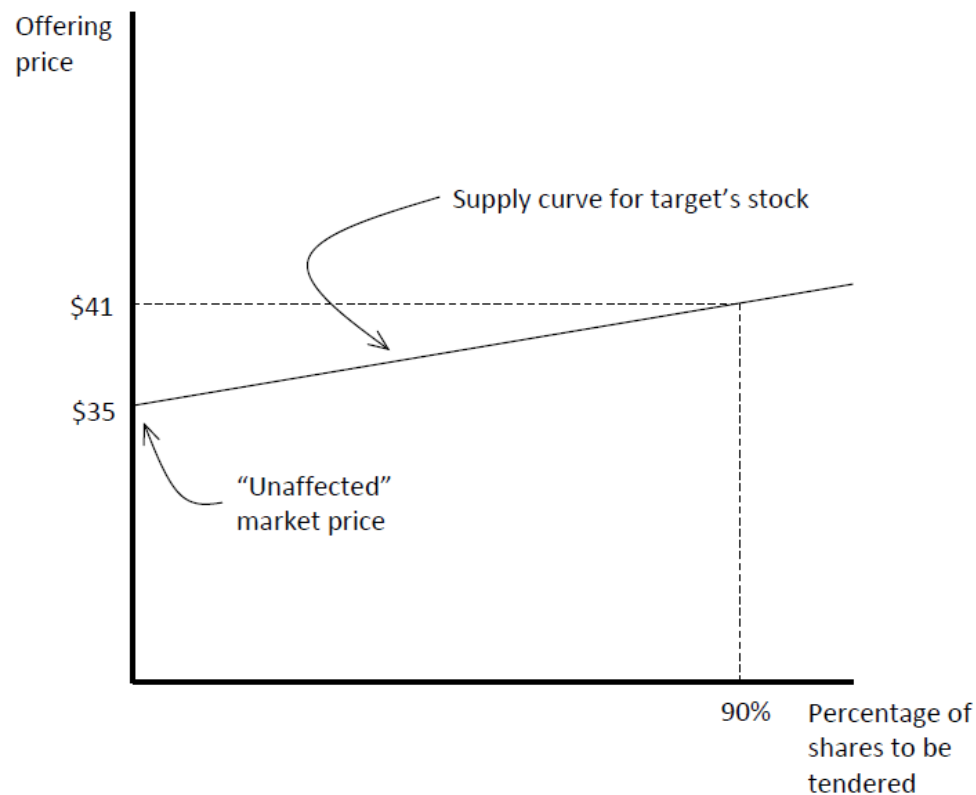 Offering
price
Supply curve for target’s stock
$41
$35
“Unaffected”
market price
90%
Percentage of
shares to be
tendered